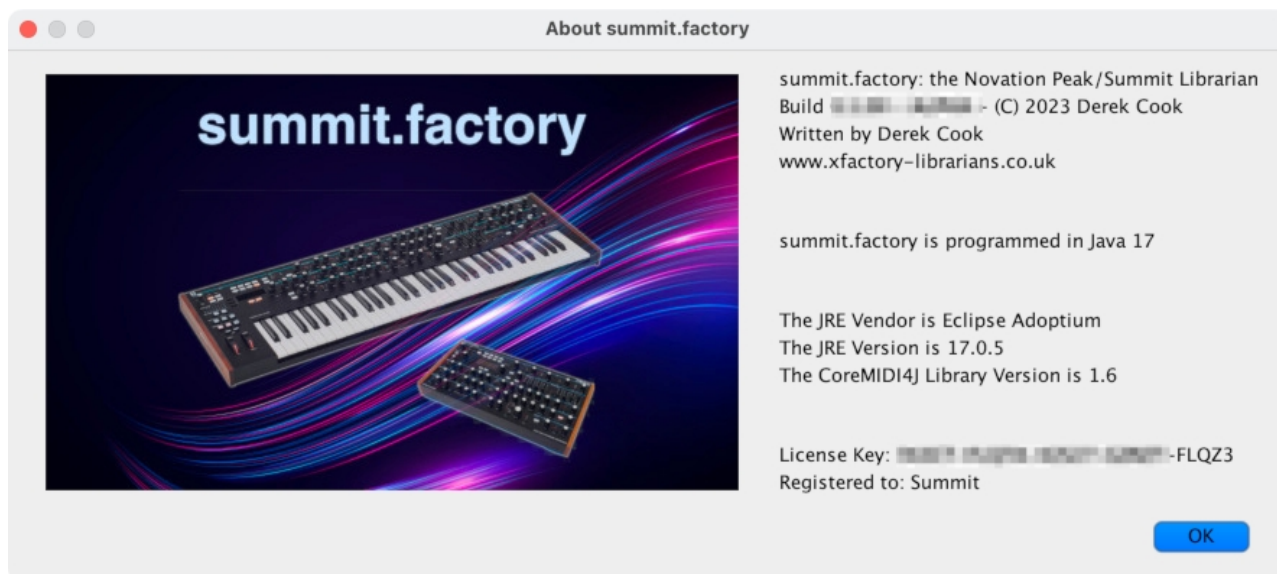 About summit.factory
summit.factory
summit.factory: the Novation Peak/Summit Librarian
Build - (C) 2023 Derek Cook
Written by Derek Cook
www.xfactory-librarians.co.uk
summit.factory is programmed in Java 17
The JRE Vendor is Eclipse Adoptium
The JRE Version is 17.0.5
The CoreMIDI4J Library Version is 1.6
License Key: -FLQZ3
Registered to: Summit
OK